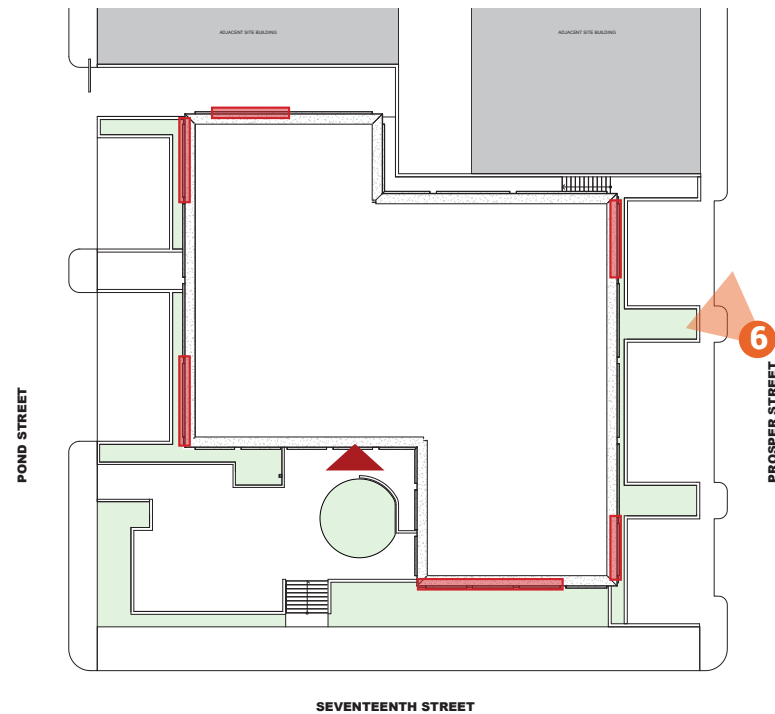 ADJACENT SITE BUILDING
ADJACENT SITE BUILDING
6
POND STREET
PROSPER STREET
SEVENTEENTH STREET